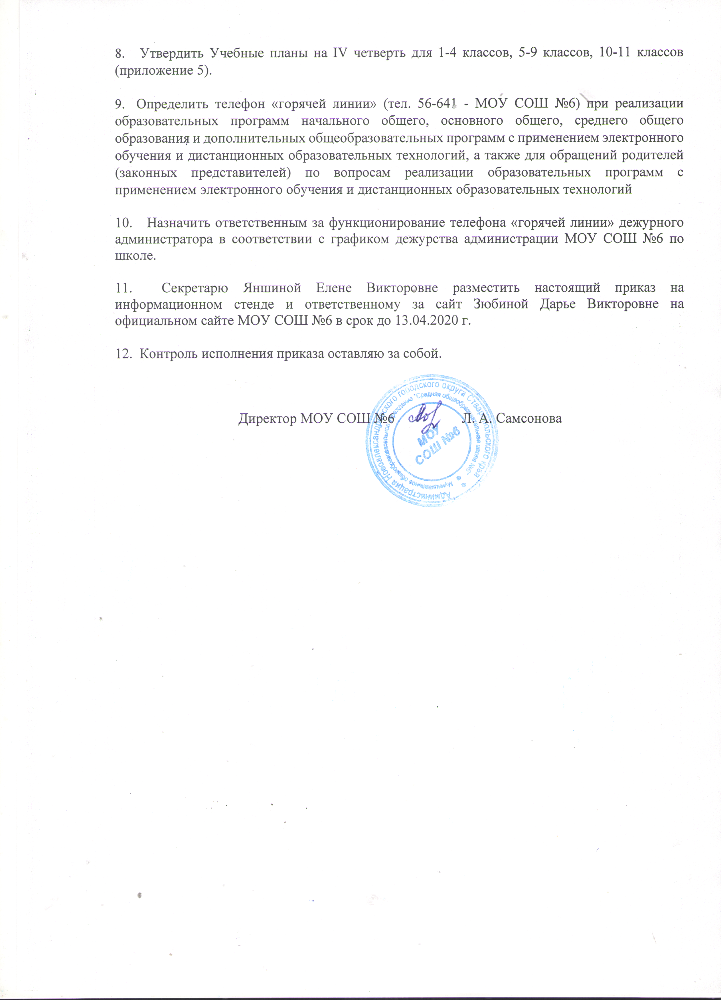 8. Утвердить Учебные планы на IV четверть для 1-4 классов, 5-9 классов, 10-11 классов
(приложение 5).
9. Определить телефон «горячей линии» (тел. 56-641 - МОУ СОШ №6) при реализации
образовательных программ начального общего, основного общего, среднего общего
образования и дополнительных общеобразовательных программ с применением электронного
обучения и дистанционных образовательных технологий, а также для обращений родителей
(законных представителей) по вопросам реализации образовательных программ с
применением электронного обучения и дистанционных образовательных технологий
10. Назначить ответственным за функционирование телефона «горячей линии» дежурного
администратора в соответствии с графиком дежурства администрации МОУ СОШ №6 по
школе.
11. Секретарю Яншиной Елене Викторовне разместить настоящий приказ на
информационном стенде и ответственному за сайт Зюбиной Дарье Викторовне на
официальном сайте МОУ СОШ №6 в срок до 13.04.2020 г.
12. Контроль исполнения приказа оставляю за собой.
Директор МОУ СОШ №6 Л. А. Самсонова
Администрация Новоалександровского городского округа Ставропольского края
Муниципальное общеобразовательное учреждение "Средняя общеобразовательная школа №6"
МОУ
СОШ №6